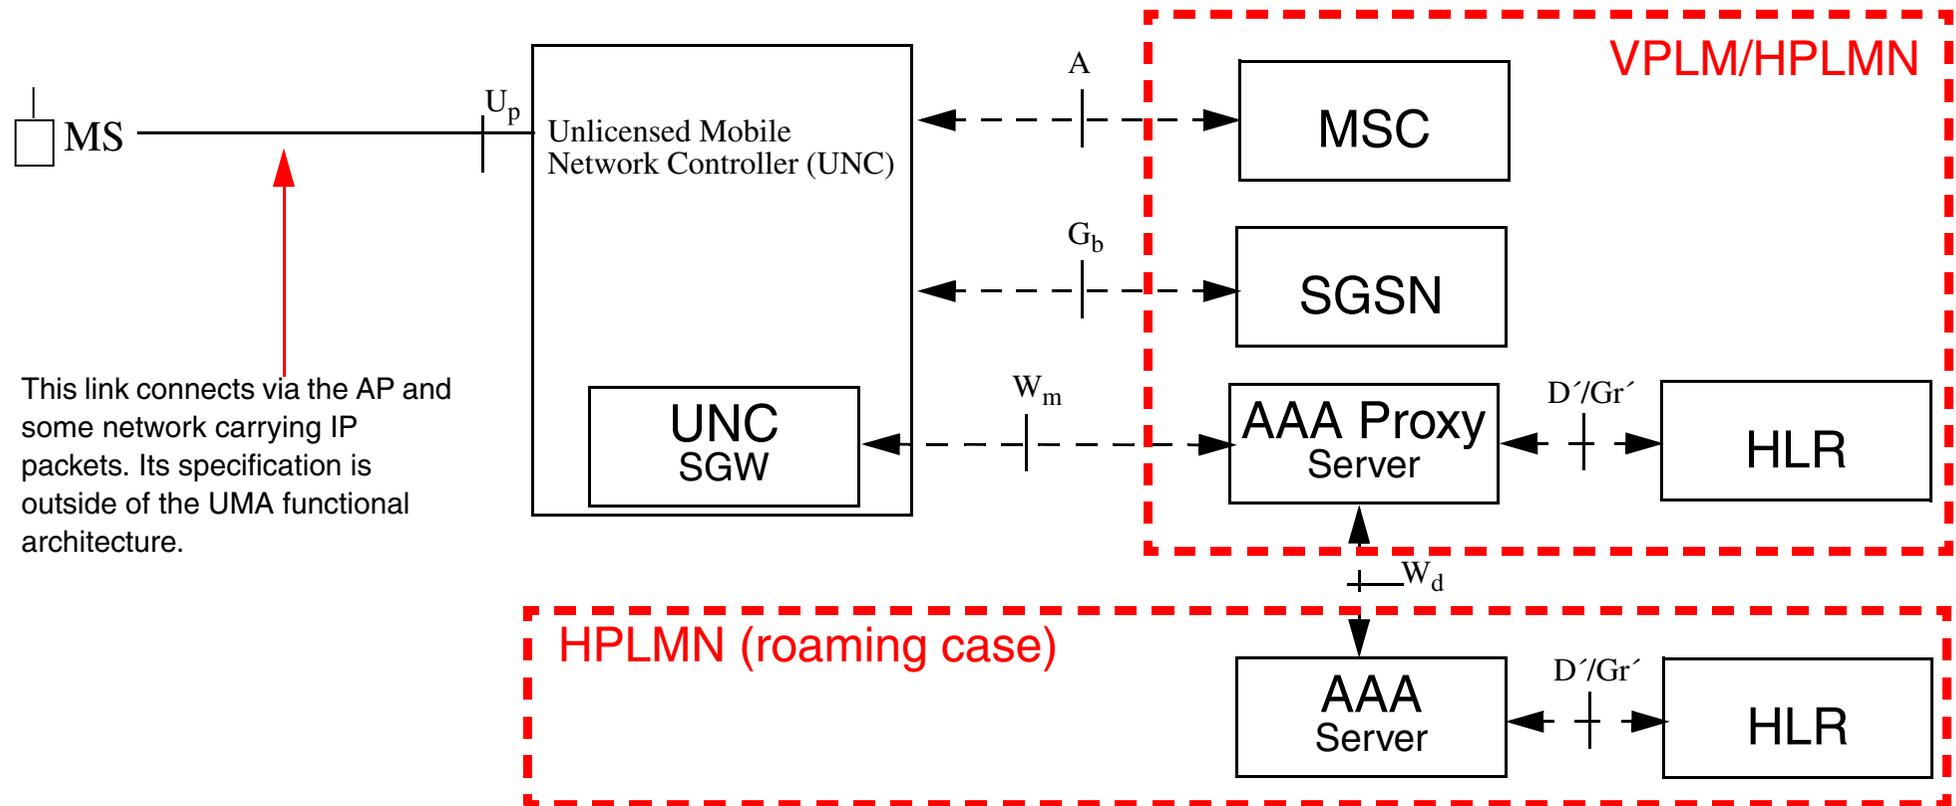 VPLM/HPLMN
A
MSC
MS
Up
Unlicensed Mobile
Network Controller (UNC)
Gb
SGSN
This link connects via the AP and
some network carrying IP
packets. Its specification is
outside of the UMA functional
architecture.
UNC
SGW
Wm
AAA Proxy
Server
D´/Gr´
HLR
Wd
HPLMN (roaming case)
AAA
Server
D´/Gr´
HLR